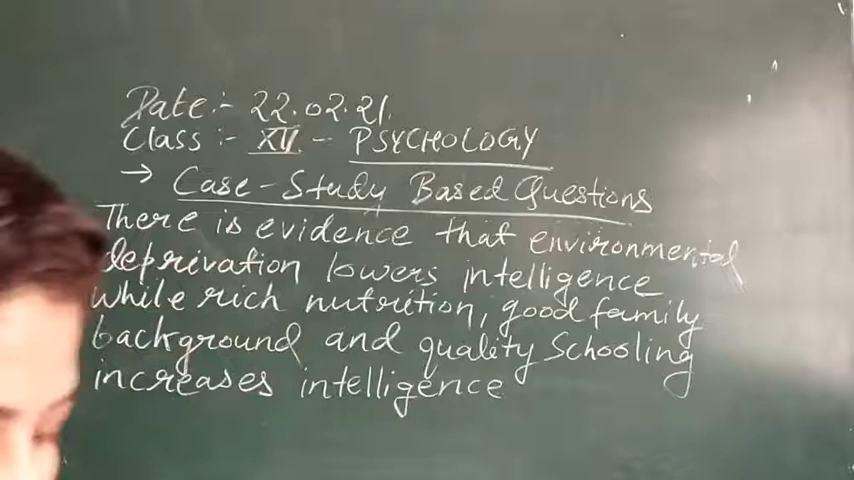 Date:- 22.02.21.
Class :- XII - PSYCHOLOGY
→ Case-Study Based Questions
There is evidence that environmental
deprivation lowers intelligence
while rich nutrition, good family
background and quality Schooling
increases intelligence